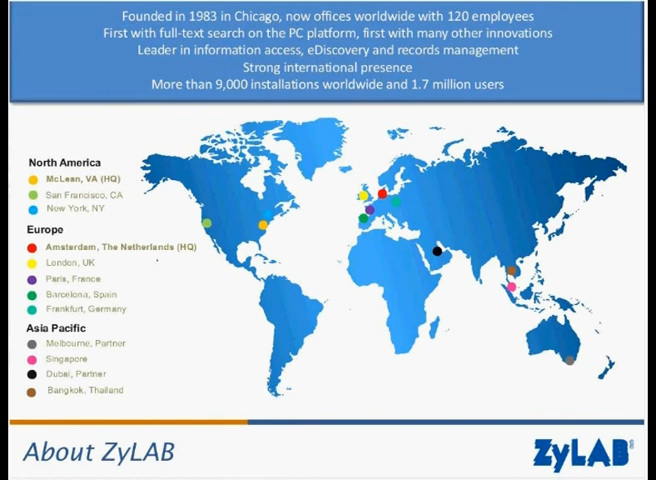 Founded in 1983 in Chicago, now offices worldwide with 120 employees
First with full-text search on the PC platform, first with many other innovations
Leader in information access, eDiscovery and records management
Strong international presence
More than 9,000 installations worldwide and 1.7 million users
North America
McLean, VA (HQ)
San Francisco, CA
New York, NY
Europe
Amsterdam, The Netherlands (HQ)
London, UK
Paris, France
Barcelona, Spain
Frankfurt, Germany
Asia Pacific
Melbourne, Partner
Singapore
Dubai, Partner
Bangkok, Thailand
About ZyLAB
ZyLAB